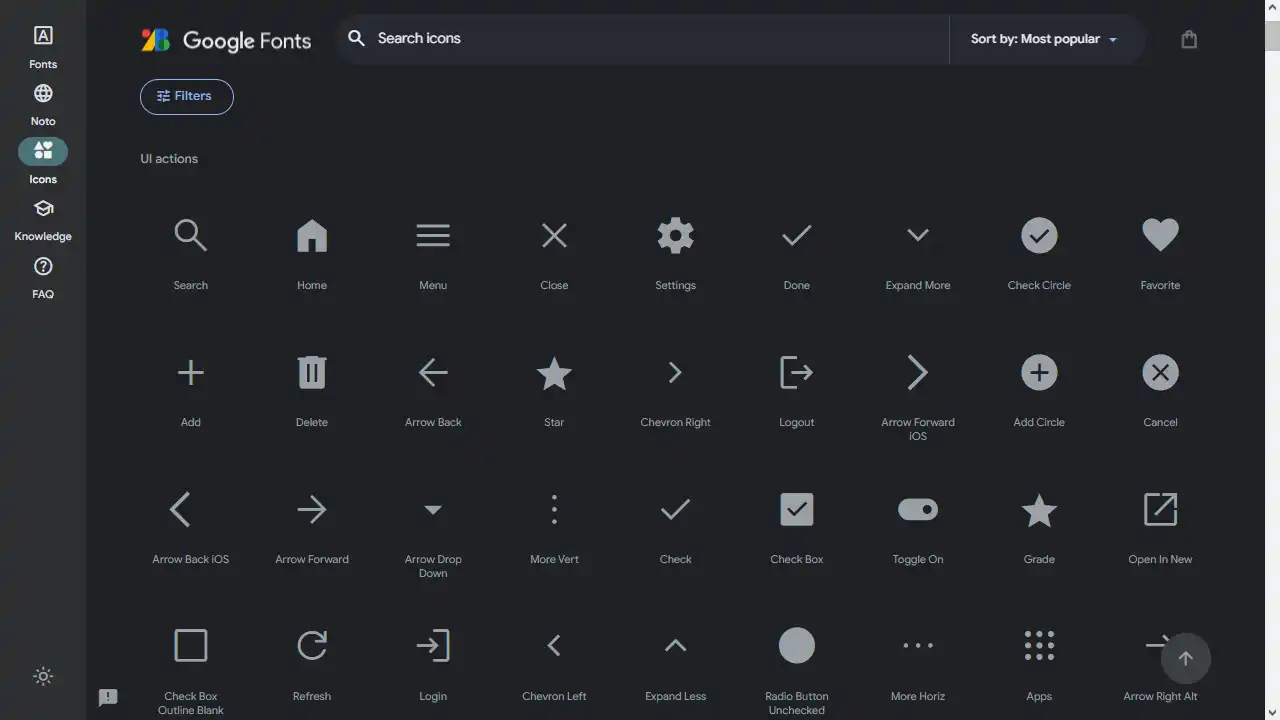 Fonts
Noto
Icons
Knowledge
FAQ
Google Fonts
Search icons
Sort by: Most popular
Filters
UI actions
Search
Home
Menu
Close
Settings
Done
Expand More
Check Circle
Favorite
Add
Delete
Arrow Back
Star
Chevron Right
Logout
Arrow Forward
iOS
Add Circle
Cancel
Arrow Back iOS
Arrow Forward
Arrow Drop
Down
More Vert
Check
Check Box
Toggle On
Grade
Open In New
Check Box
Outline Blank
Refresh
Login
Chevron Left
Expand Less
Radio Button
Unchecked
More Horiz
Apps
Arrow Right Alt